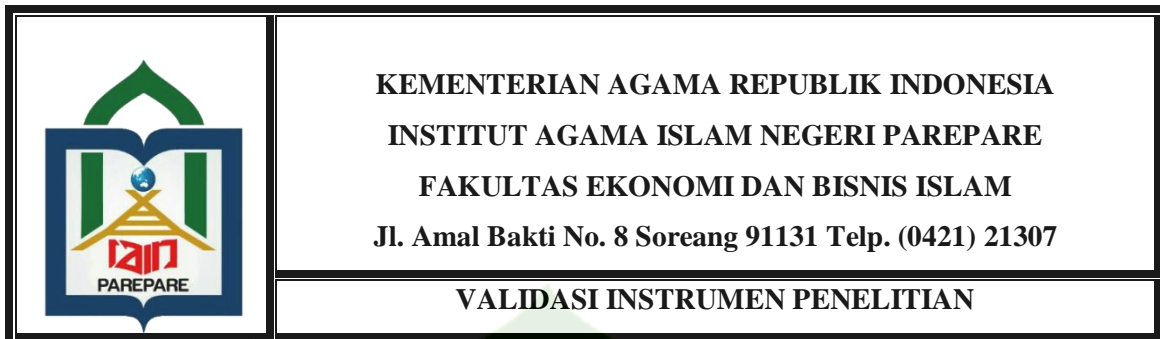 KEMENTERIAN AGAMA REPUBLIK INDONESIA
INSTITUT AGAMA ISLAM NEGERI PAREPARE
FAKULTAS EKONOMI DAN BISNIS ISLAM
Jl. Amal Bakti No. 8 Soreang 91131 Telp. (0421) 21307
iain
PAREPARE
VALIDASI INSTRUMEN PENELITIAN